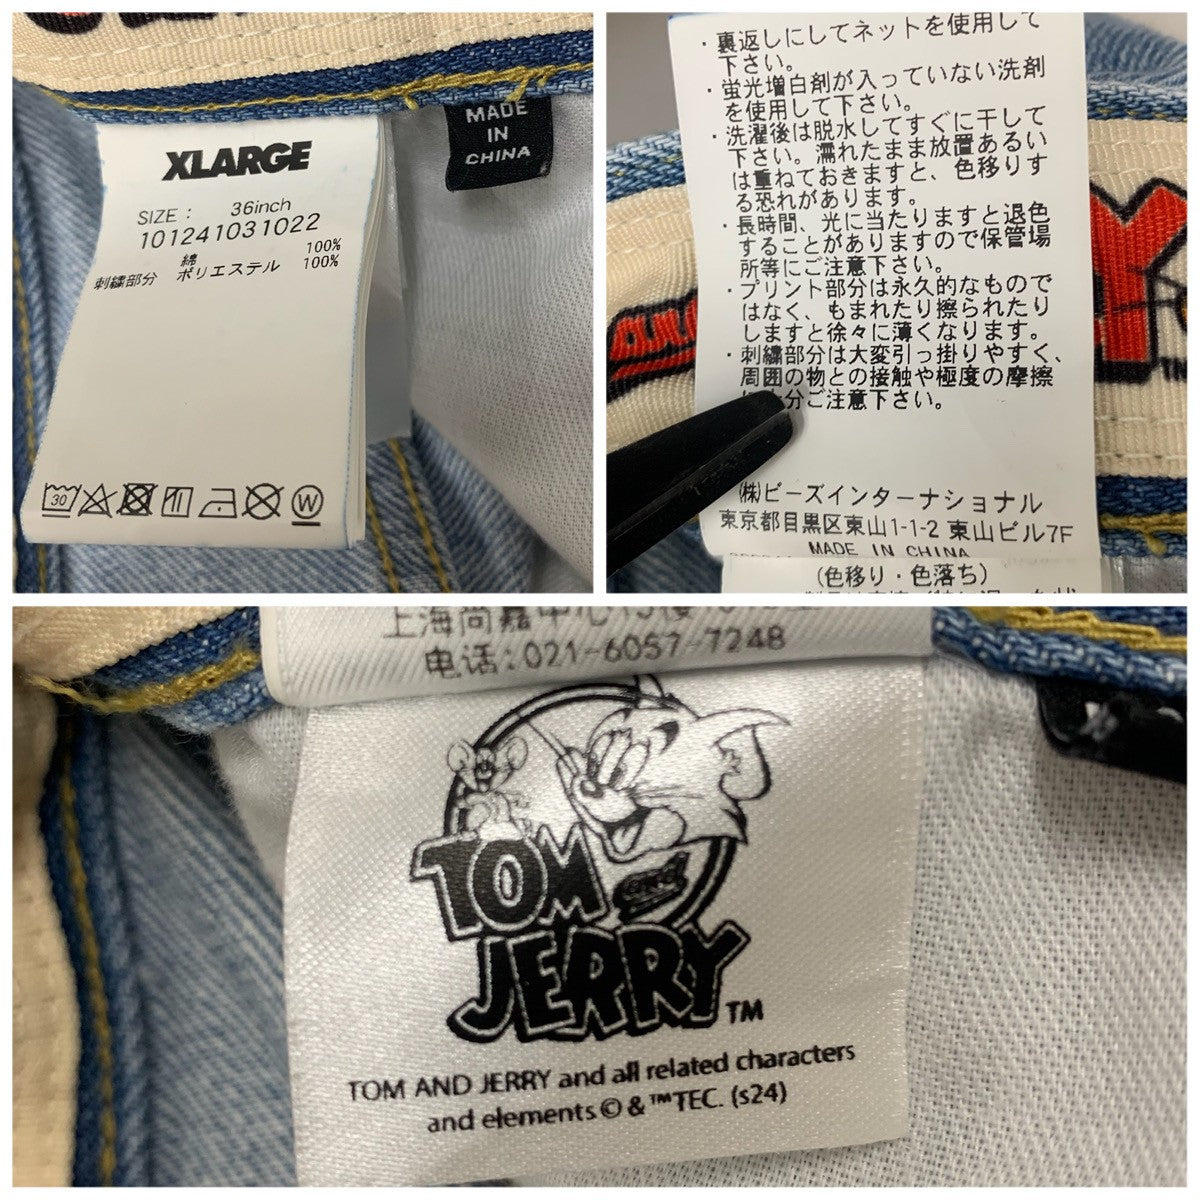 XLARGE
SIZE : 36inch
101241031022
綿 100%
刺繍部分 ポリエステル 100%
30
W
MADE
IN
CHINA
・裏返しにしてネットを使用して
下さい。
・蛍光増白剤が入っていない洗剤
を使用して下さい。
・洗濯後は脱水してすぐに干して
下さい。濡れたまま放置あるい
は重ねておきますと、色移りす
る恐れがあります。
・長時間、光に当たりますと退色
することがありますので保管場
所等にご注意下さい。
・プリント部分は永久的なもので
はなく、もまれたり擦られたり
しますと徐々に薄くなります。
・刺繍部分は大変引っ掛りやすく、
周囲の物との接触や極度の摩擦
分ご注意下さい。
(株)ビーズインターナショナル
東京都目黒区東山1-1-2 東山ビル7F
MADE IN CHINA
(色移り・色落ち)
上海尚嘉中心
电话:021-6057-7248
TOM and
JERRY TM
TOM AND JERRY and all related characters
and elements © & ™TEC. (s24)